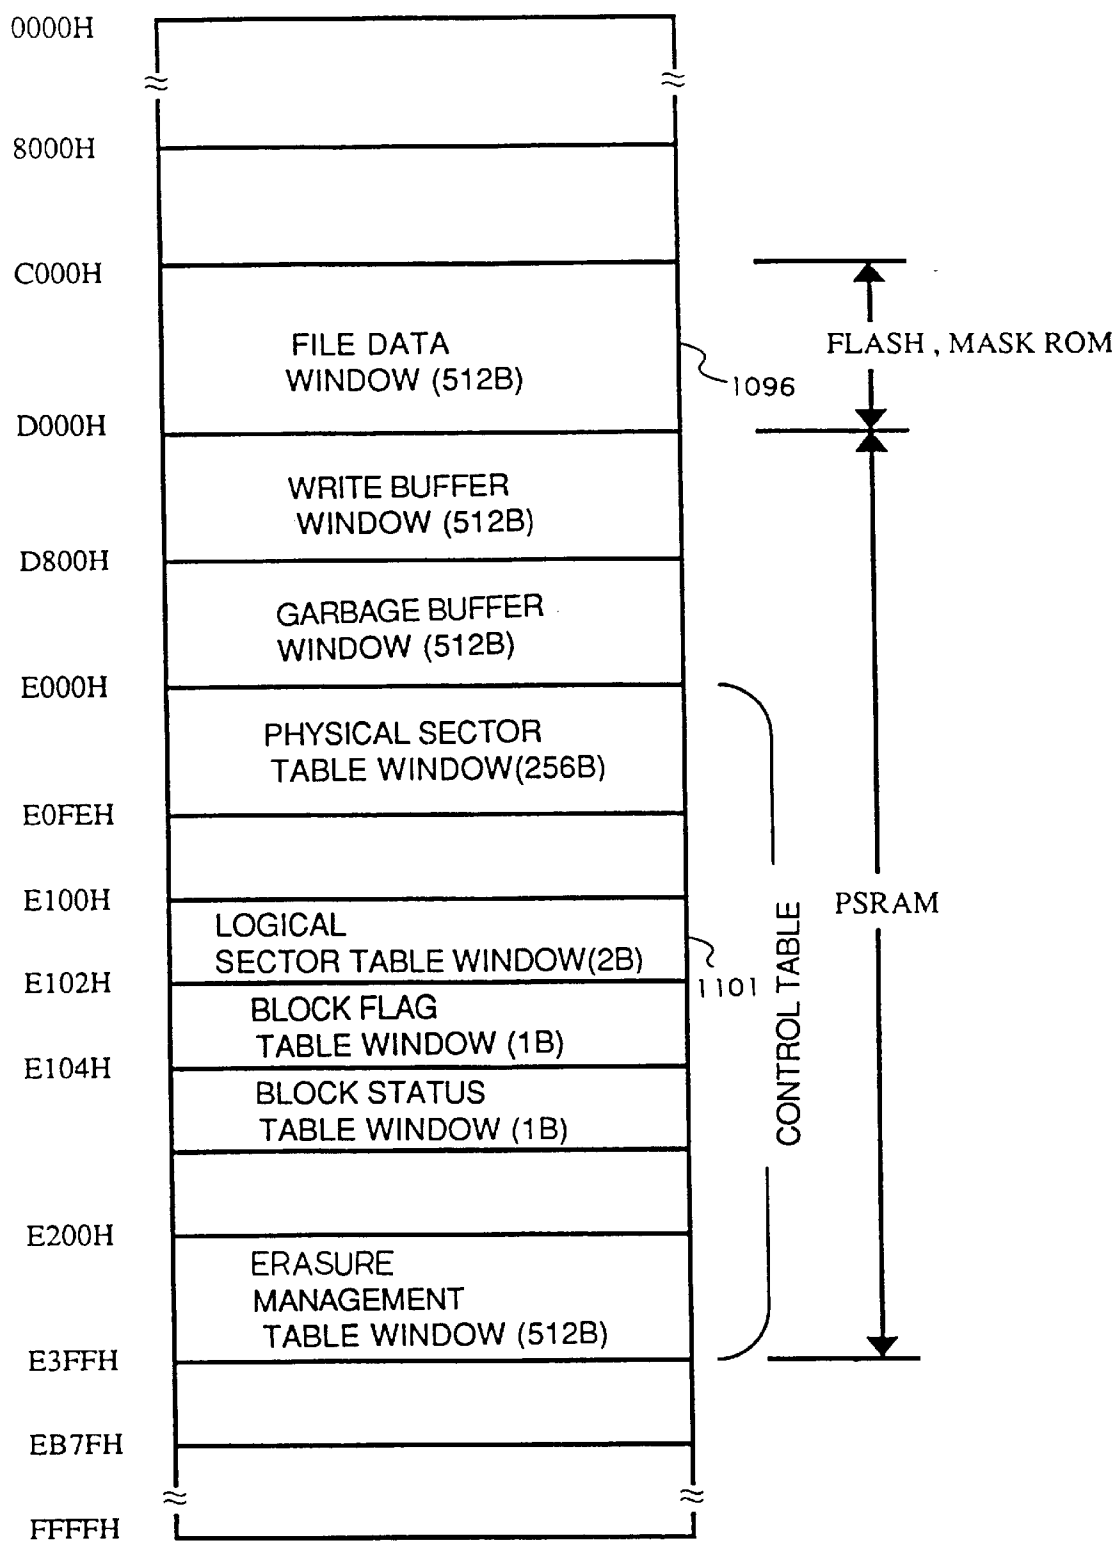 0000H
8000H
C000H
FILE DATA
WINDOW (512B)
1096
FLASH , MASK ROM
D000H
WRITE BUFFER
WINDOW (512B)
D800H
GARBAGE BUFFER
WINDOW (512B)
E000H
PHYSICAL SECTOR
TABLE WINDOW(256B)
E0FEH
E100H
LOGICAL
SECTOR TABLE WINDOW(2B)
1101
CONTROL TABLE
PSRAM
E102H
BLOCK FLAG
TABLE WINDOW (1B)
E104H
BLOCK STATUS
TABLE WINDOW (1B)
E200H
ERASURE
MANAGEMENT
TABLE WINDOW (512B)
E3FFH
EB7FH
FFFFH